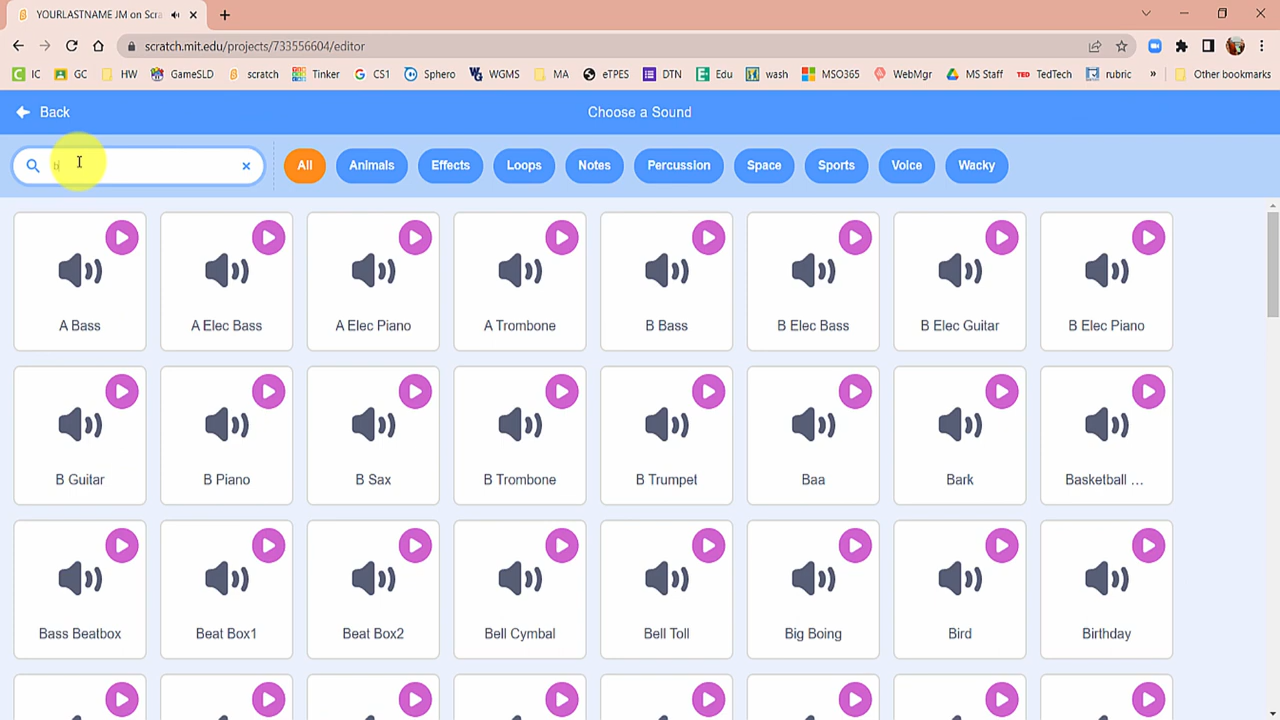 YOURLASTNAME JM on Scra
scratch.mit.edu/projects/733556604/editor
IC GC HW GameSLD scratch Tinker CS1 Sphero WGMS MA eTPES DTN Edu wash MSO365 WebMgr MS Staff TedTech rubric » Other bookmarks
Back Choose a Sound
All Animals Effects Loops Notes Percussion Space Sports Voice Wacky
A Bass A Elec Bass A Elec Piano A Trombone B Bass B Elec Bass B Elec Guitar B Elec Piano
B Guitar B Piano B Sax B Trombone B Trumpet Baa Bark Basketball ...
Bass Beatbox Beat Box1 Beat Box2 Bell Cymbal Bell Toll Big Boing Bird Birthday